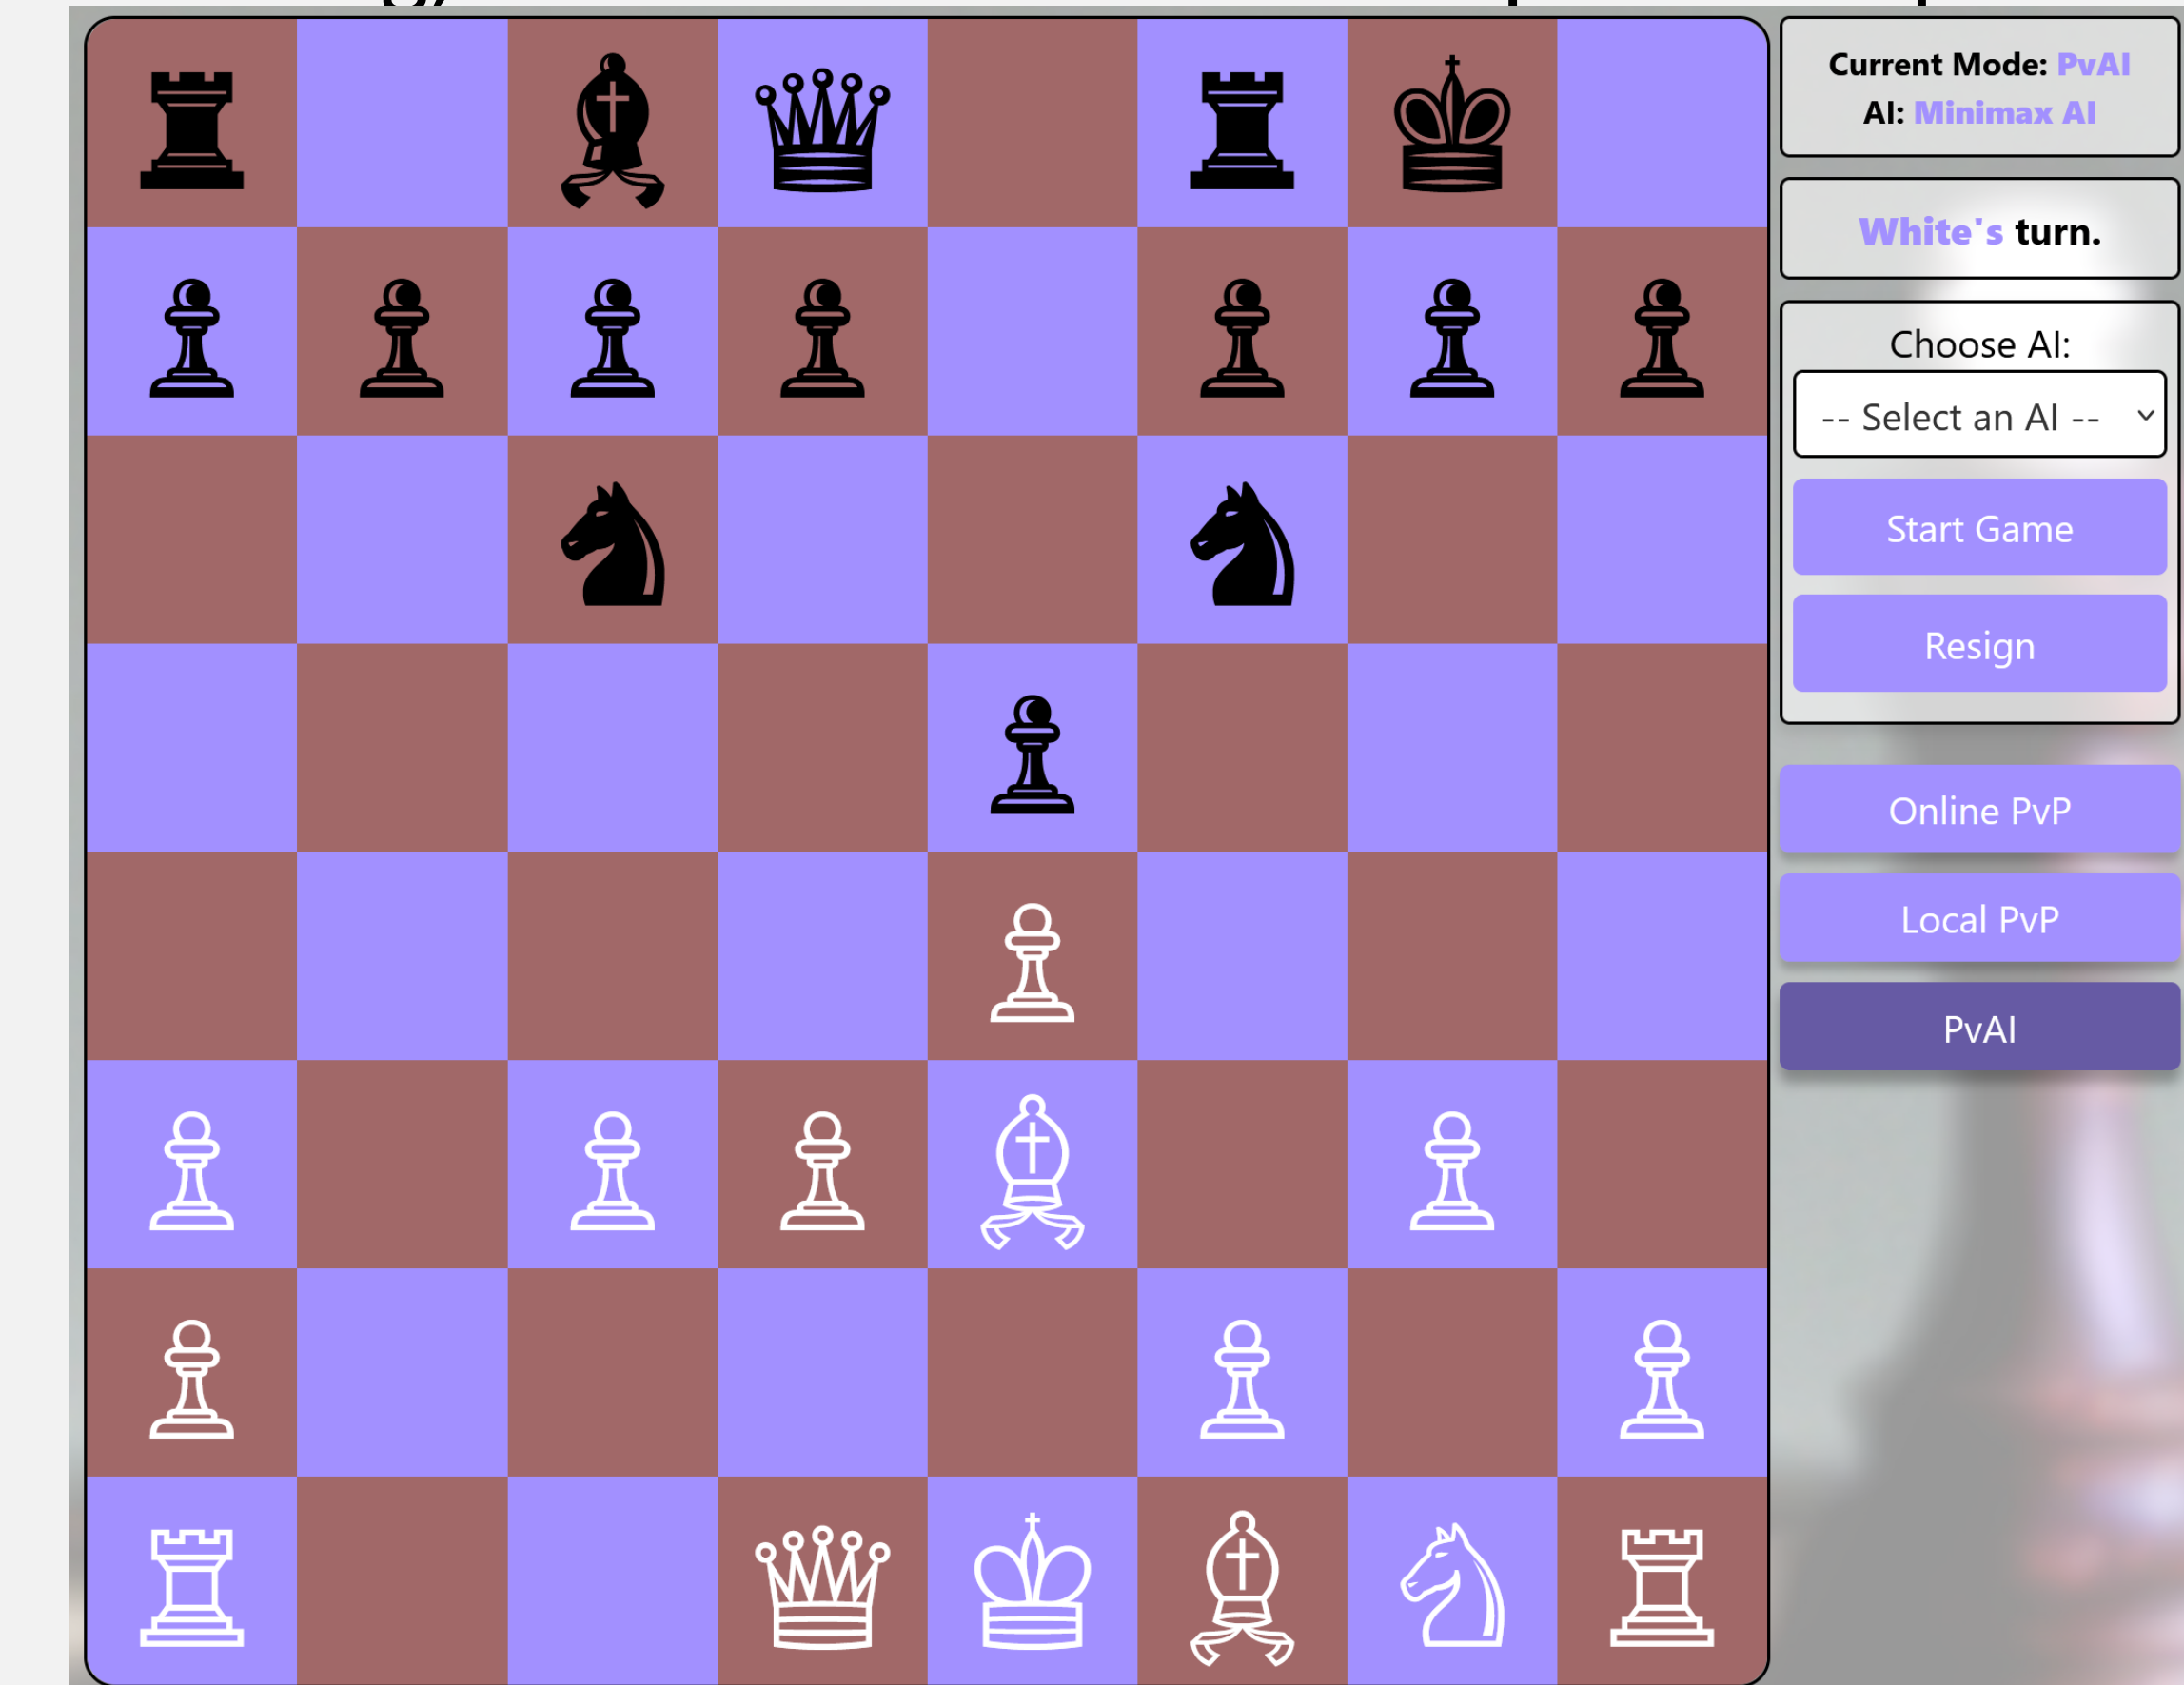 Current Mode: PvAI
AI: Minimax AI
White's turn.
Choose AI:
-- Select an AI --
Start Game
Resign
Online PvP
Local PvP
PvAI